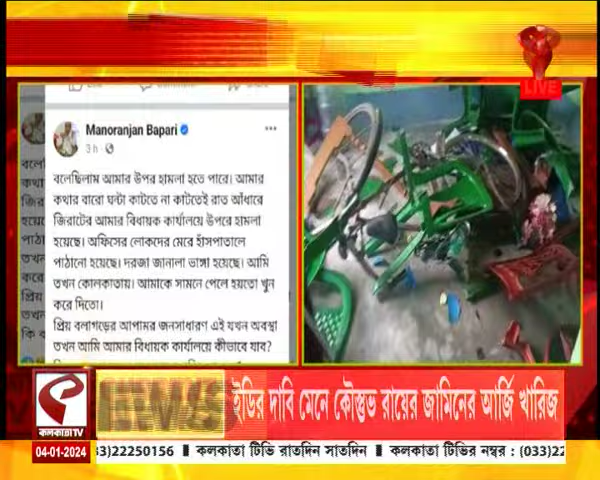 LIVE
Manoranjan Bapari
3 h
বলেছিলাম আমার উপর হামলা হতে পারে। আমার
কথার বারো ঘন্টা কাটতে না কাটতেই রাত আঁধারে
জিরাটের আমার বিধায়ক কার্যালয়ে উপরে হামলা
হয়েছে। অফিসের লোকদের মেরে হাঁসপাতালে
পাঠানো হয়েছে। দরজা জানালা ভাঙ্গা হয়েছে। আমি
তখন কোলকাতায়। আমাকে সামনে পেলে হয়তো খুন
করে দিতো।
প্রিয় বলাগড়ের আপামর জনসাধারণ এই যখন অবস্থা
তখন আমি আমার বিধায়ক কার্যালয়ে কীভাবে যাব?
NEWS
ইডির দাবি মেনে কৌস্তুভ রায়ের জামিনের আর্জি খারিজ
কলকাতা TV
04-01-2024
33)22250156 ॥ কলকাতা টিভি রাতদিন সাতদিন ॥ কলকাতা টিভির নম্বর : (033)22